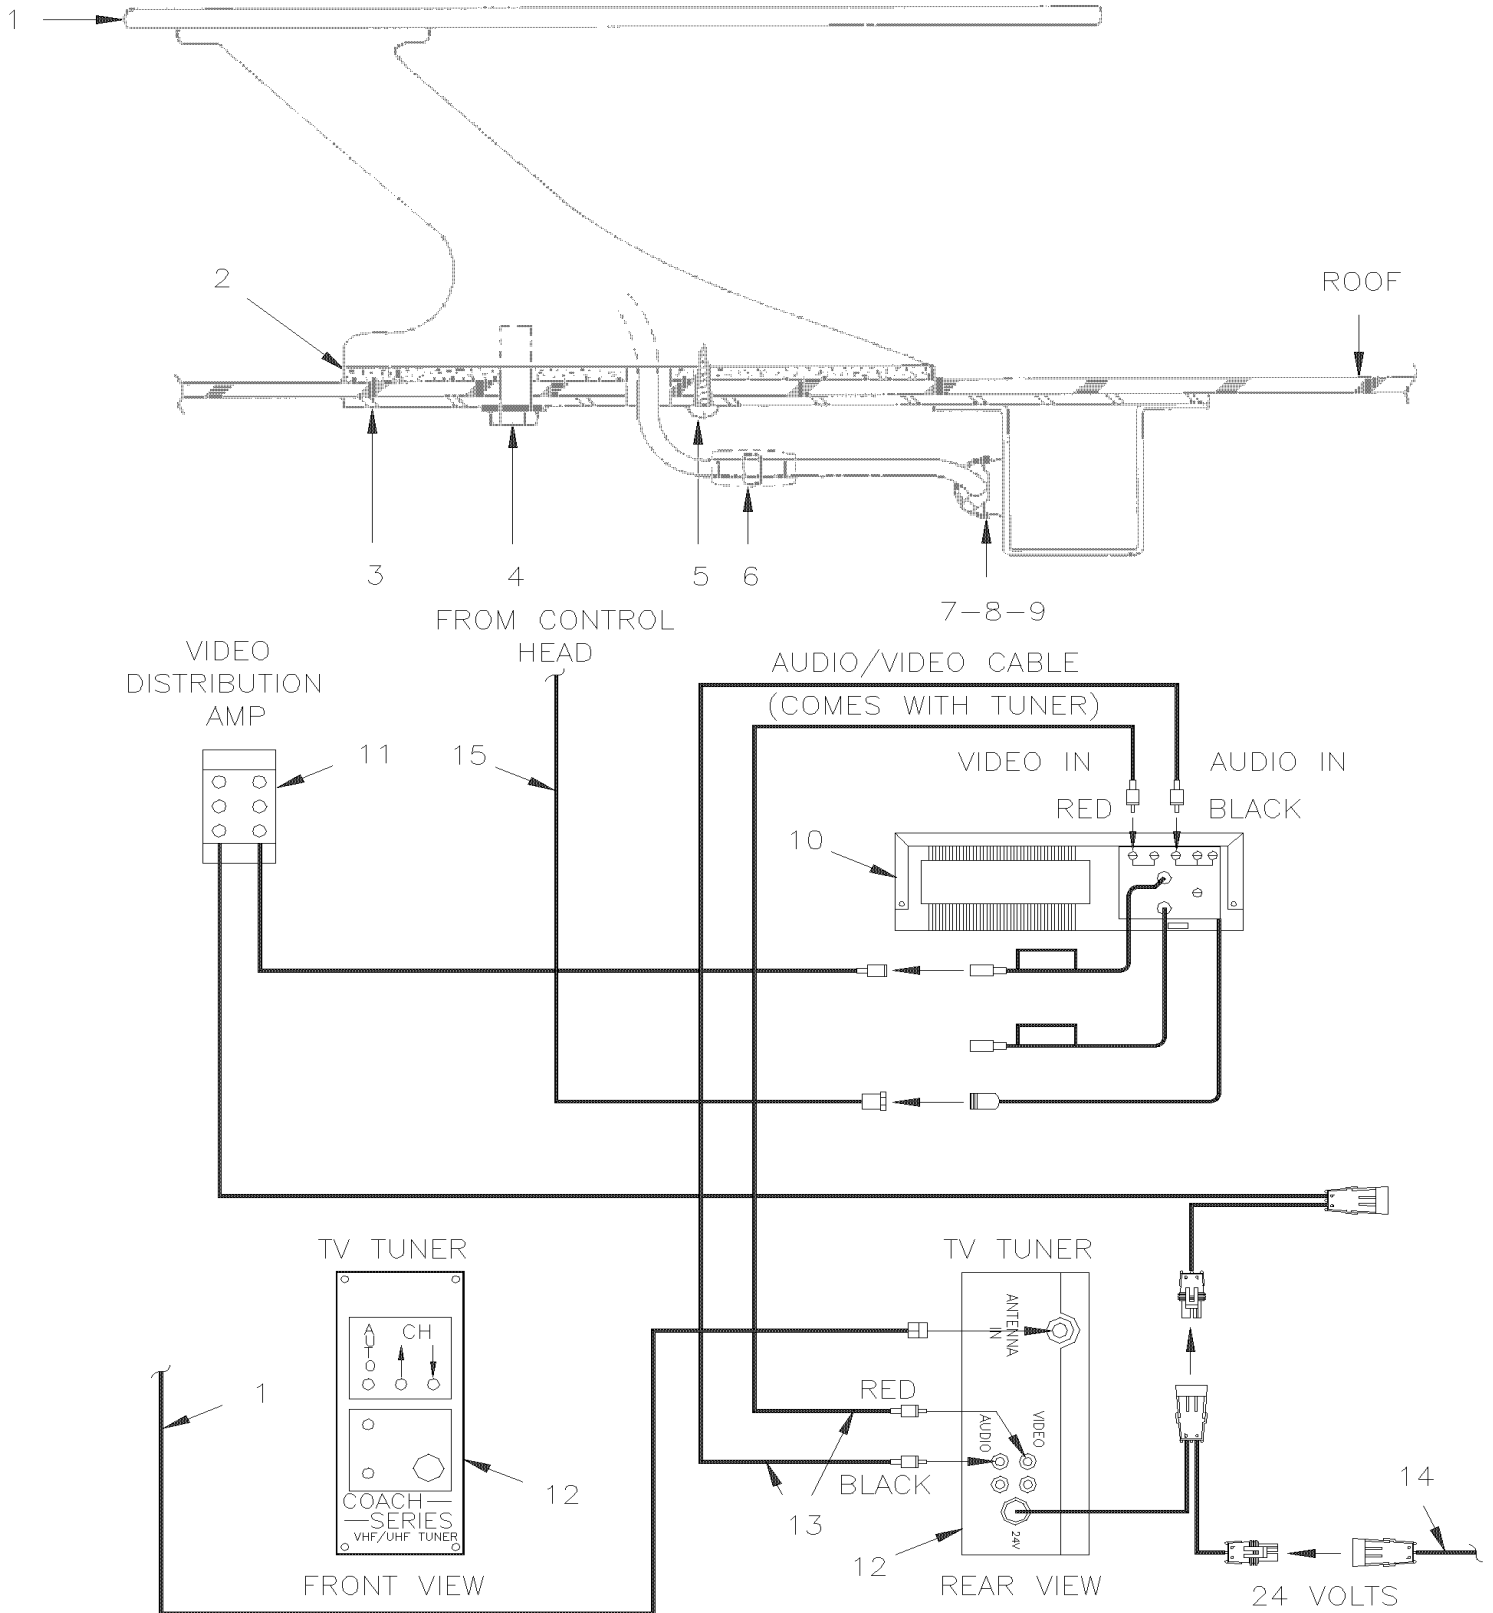 1
2
ROOF
3
4
5
6
7-8-9
FROM CONTROL
HEAD
VIDEO
DISTRIBUTION
AMP
AUDIO/VIDEO CABLE
(COMES WITH TUNER)
11
15
VIDEO IN
AUDIO IN
RED
BLACK
10
TV TUNER
TV TUNER
AUTO
CH
ANTENNA
IN
1
RED
AUDIO
VIDEO
BLACK
12
COACH—
—SERIES
VHF/UHF TUNER
13
12
24V
14
FRONT VIEW
REAR VIEW
24 VOLTS